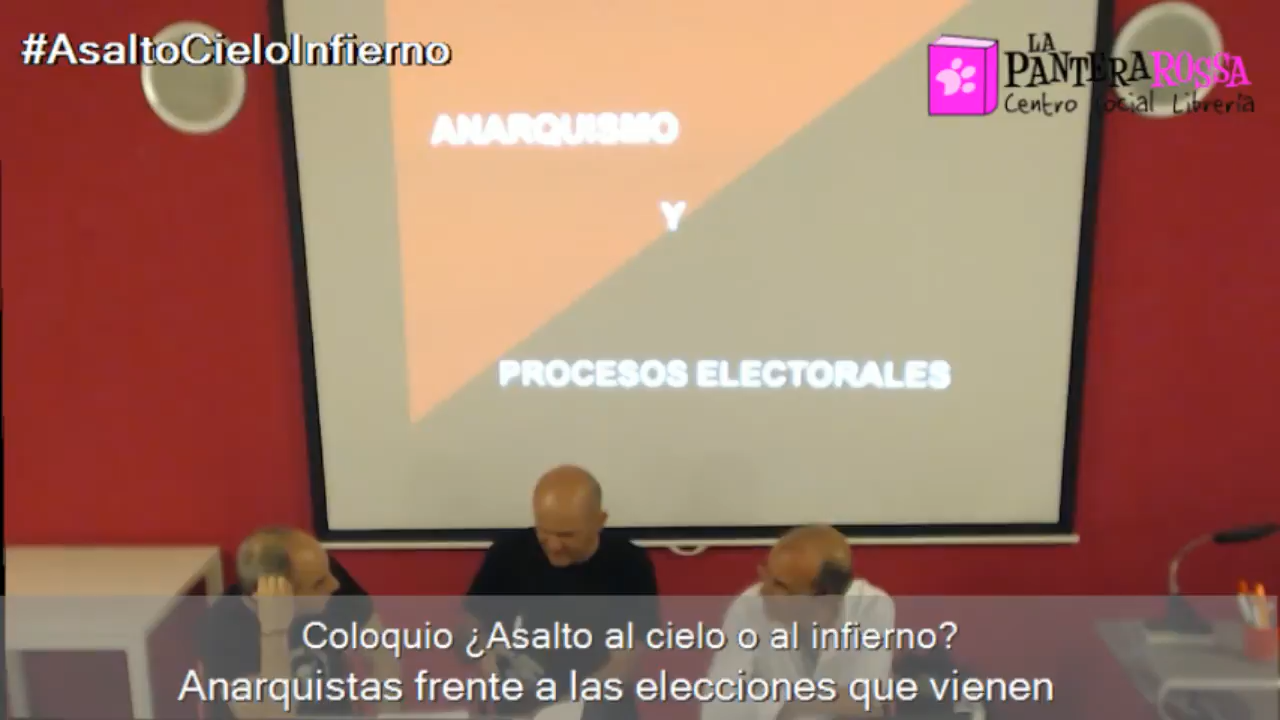 #AsaltoCieloInfierno
LA
PANTERA ROSSA
Centro Social Librería
ANARQUISMO
Y
PROCESOS ELECTORALES
Coloquio ¿Asalto al cielo o al infierno?
Anarquistas frente a las elecciones que vienen